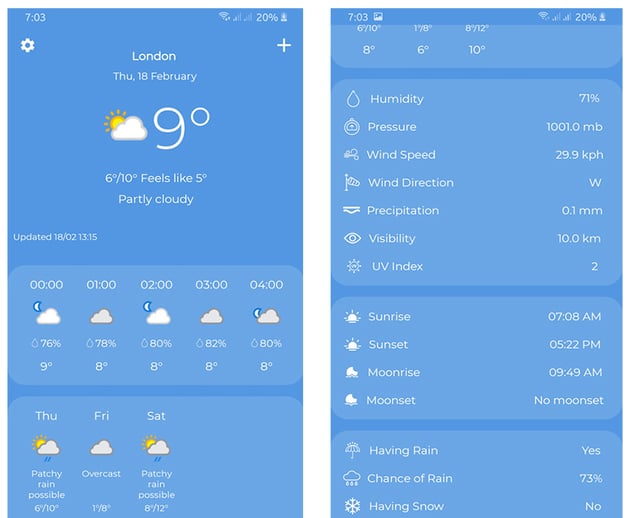 7:03
20%
London
Thu, 18 February
9°
6°/10° Feels like 5°
Partly cloudy
Updated 18/02 13:15
00:00 01:00 02:00 03:00 04:00
76% 78% 80% 82% 80%
9° 8° 8° 8° 8°
Thu Fri Sat
Patchy rain possible Overcast Patchy rain possible
6°/10° 1°/8° 8°/12°
7:03
20%
6°/10° 1°/8° 8°/12°
8° 6° 10°
Humidity 71%
Pressure 1001.0 mb
Wind Speed 29.9 kph
Wind Direction W
Precipitation 0.1 mm
Visibility 10.0 km
UV Index 2
Sunrise 07:08 AM
Sunset 05:22 PM
Moonrise 09:49 AM
Moonset No moonset
Having Rain Yes
Chance of Rain 73%
Having Snow No